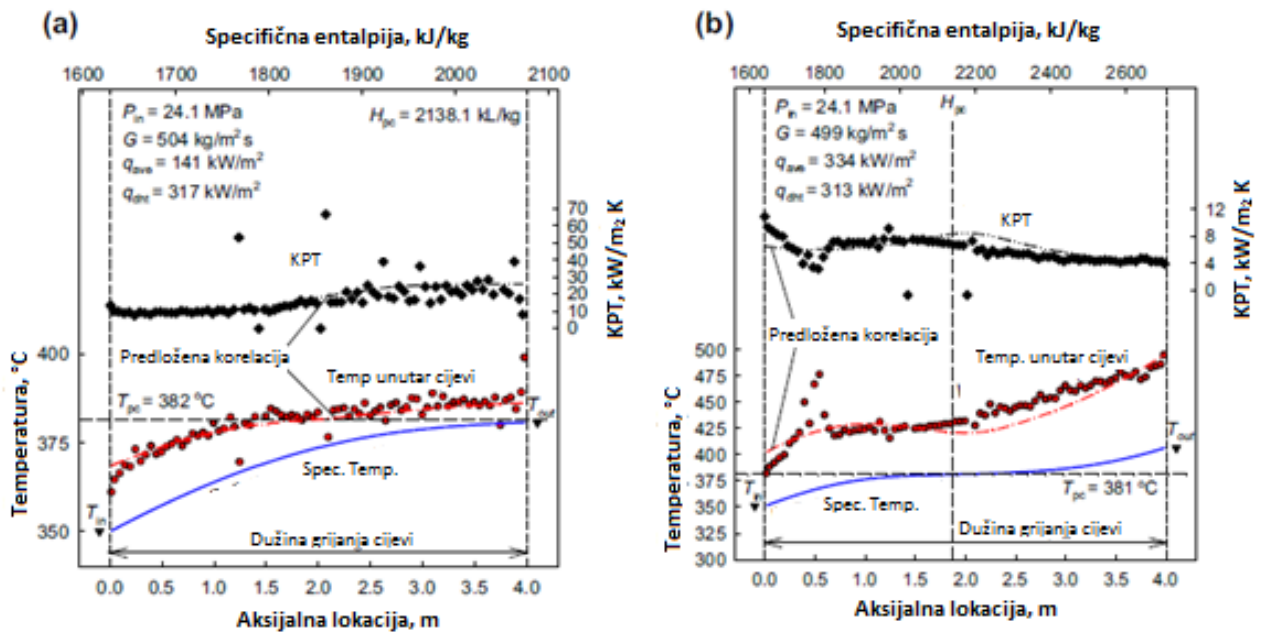 (a)
Specifična entalpija, kJ/kg
1600 1700 1800 1900 2000 2100
P_in = 24.1 MPa
H_pc = 2138.1 kL/kg
G = 504 kg/m² s
q_ave = 141 kW/m²
q_dht = 317 kW/m²
70
60
50
40
30
20
10
0
KPT, kW/m₂ K
KPT
Predložena korelacija
Temp unutar cijevi
T_pc = 382 °C
T_out
Spec. Temp.
T_in
Dužina grijanja cijevi
400
375
350
Temperatura, °C
0.0 0.5 1.0 1.5 2.0 2.5 3.0 3.5 4.0
Aksijalna lokacija, m
(b)
Specifična entalpija, kJ/kg
1600 1800 2000 2200 2400 2600
H_pc
P_in = 24.1 MPa
G = 499 kg/m² s
q_ave = 334 kW/m²
q_dht = 313 kW/m²
12
8
4
0
KPT, kW/m₂ K
KPT
Predložena korelacija
Temp. unutar cijevi
T_out
T_in
T_pc = 381 °C
Spec. Temp.
Dužina grijanja cijevi
500
475
450
425
400
375
350
325
300
Temperatura, °C
0.0 0.5 1.0 1.5 2.0 2.5 3.0 3.5 4.0
Aksijalna lokacija, m